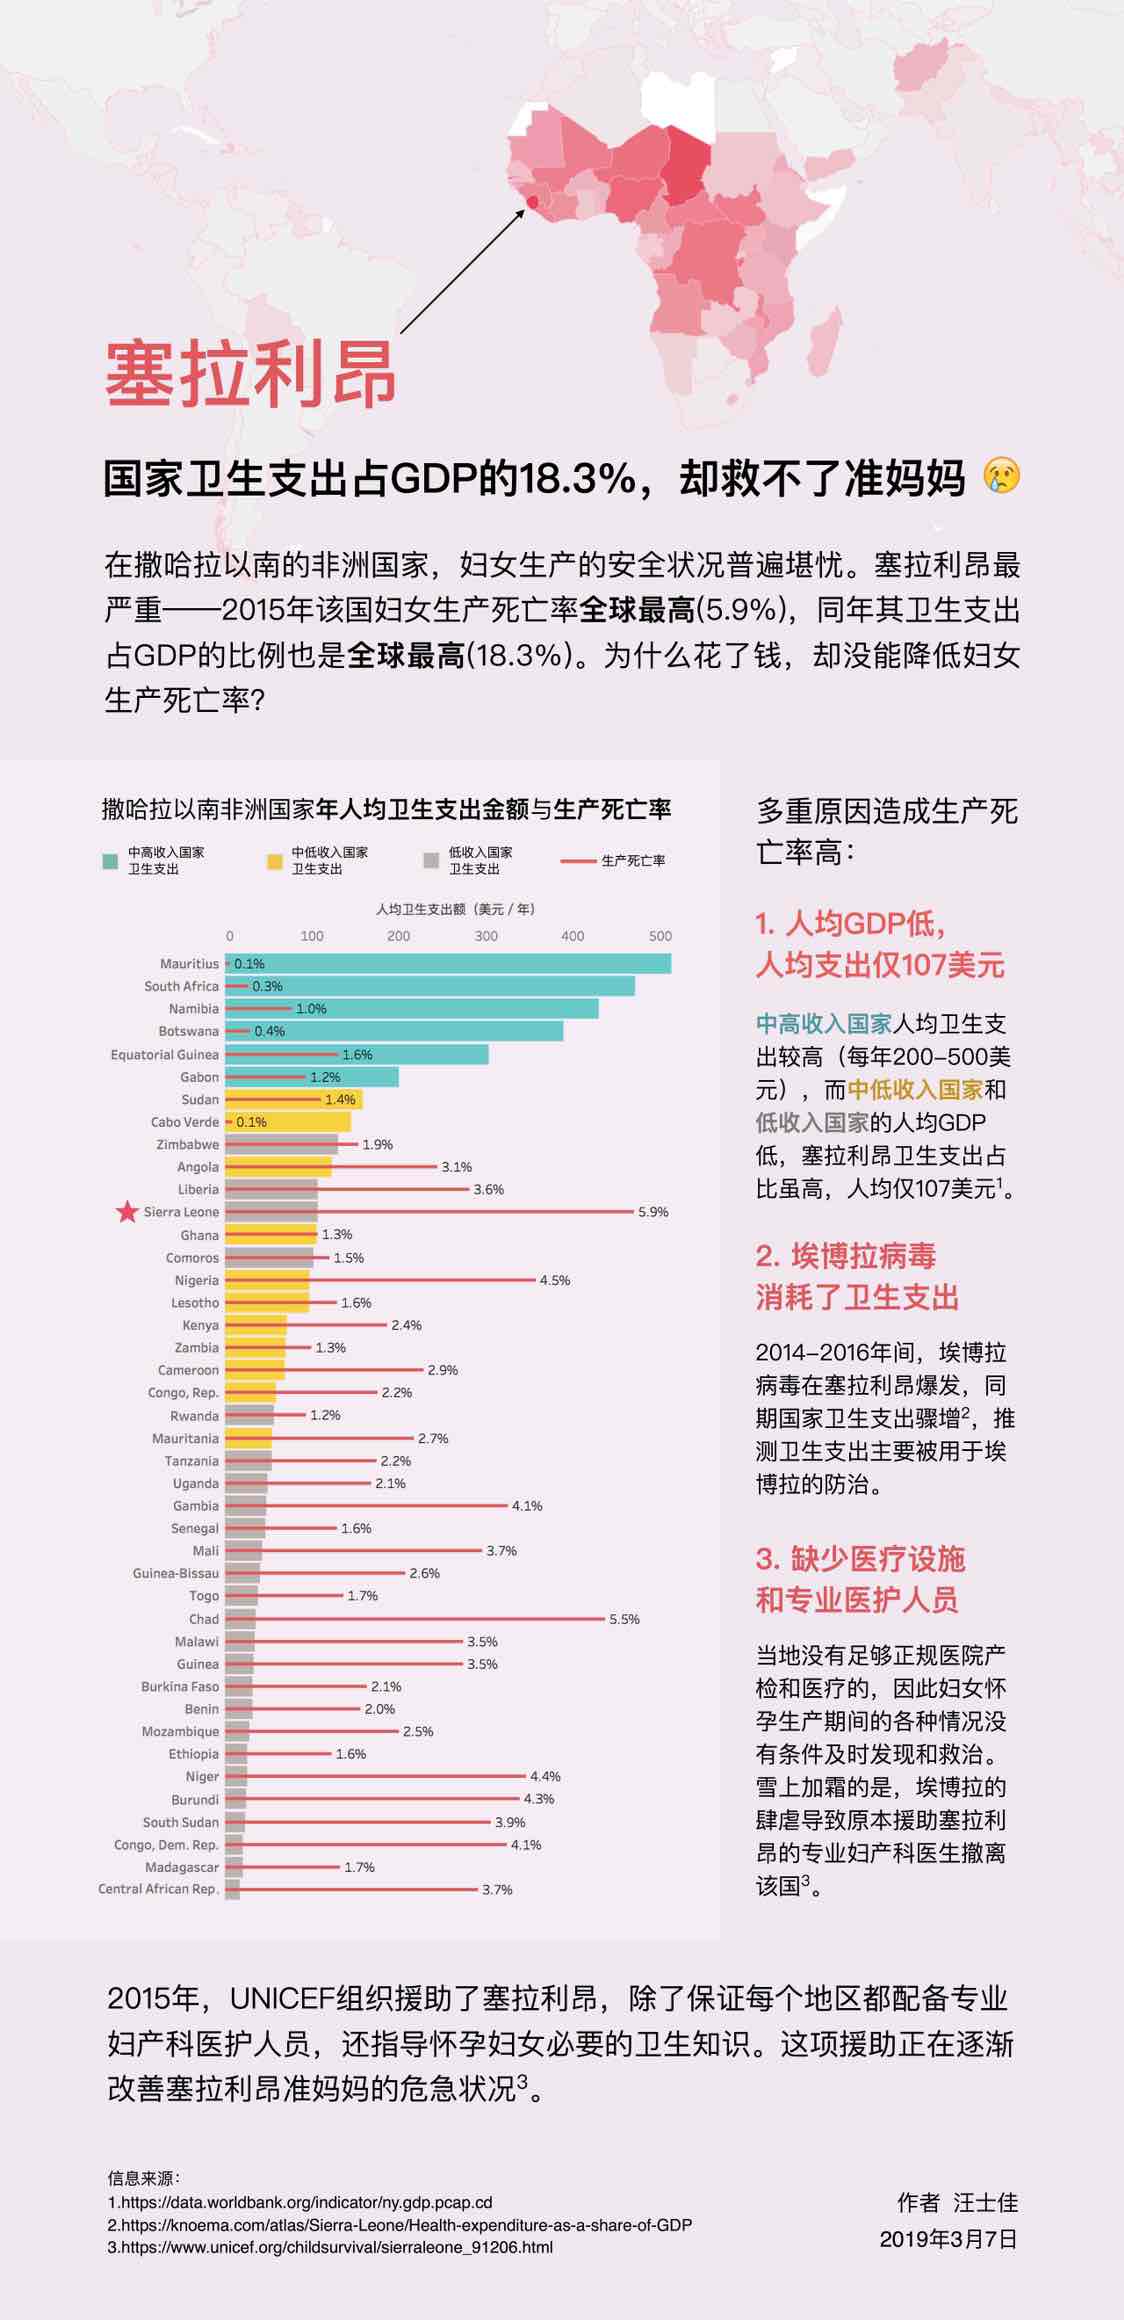 塞拉利昂
国家卫生支出占GDP的18.3%，却救不了准妈妈 😢
在撒哈拉以南的非洲国家，妇女生产的安全状况普遍堪忧。塞拉利昂最
严重——2015年该国妇女生产死亡率全球最高(5.9%)，同年其卫生支出
占GDP的比例也是全球最高(18.3%)。为什么花了钱，却没能降低妇女
生产死亡率？
撒哈拉以南非洲国家年人均卫生支出金额与生产死亡率
中高收入国家
卫生支出
中低收入国家
卫生支出
低收入国家
卫生支出
生产死亡率
人均卫生支出额（美元 / 年）
0 100 200 300 400 500
Mauritius 0.1%
South Africa 0.3%
Namibia 1.0%
Botswana 0.4%
Equatorial Guinea 1.6%
Gabon 1.2%
Sudan 1.4%
Cabo Verde 0.1%
Zimbabwe 1.9%
Angola 3.1%
Liberia 3.6%
Sierra Leone 5.9%
Ghana 1.3%
Comoros 1.5%
Nigeria 4.5%
Lesotho 1.6%
Kenya 2.4%
Zambia 1.3%
Cameroon 2.9%
Congo, Rep. 2.2%
Rwanda 1.2%
Mauritania 2.7%
Tanzania 2.2%
Uganda 2.1%
Gambia 4.1%
Senegal 1.6%
Mali 3.7%
Guinea-Bissau 2.6%
Togo 1.7%
Chad 5.5%
Malawi 3.5%
Guinea 3.5%
Burkina Faso 2.1%
Benin 2.0%
Mozambique 2.5%
Ethiopia 1.6%
Niger 4.4%
Burundi 4.3%
South Sudan 3.9%
Congo, Dem. Rep. 4.1%
Madagascar 1.7%
Central African Rep. 3.7%
多重原因造成生产死
亡率高：
1. 人均GDP低，
人均支出仅107美元
中高收入国家人均卫生支
出较高（每年200–500美
元），而中低收入国家和
低收入国家的人均GDP
低，塞拉利昂卫生支出占
比虽高，人均仅107美元¹。
2. 埃博拉病毒
消耗了卫生支出
2014–2016年间，埃博拉
病毒在塞拉利昂爆发，同
期国家卫生支出骤增²，推
测卫生支出主要被用于埃
博拉的防治。
3. 缺少医疗设施
和专业医护人员
当地没有足够正规医院产
检和医疗的，因此妇女怀
孕生产期间的各种情况没
有条件及时发现和救治。
雪上加霜的是，埃博拉的
肆虐导致原本援助塞拉利
昂的专业妇产科医生撤离
该国³。
2015年，UNICEF组织援助了塞拉利昂，除了保证每个地区都配备专业
妇产科医护人员，还指导怀孕妇女必要的卫生知识。这项援助正在逐渐
改善塞拉利昂准妈妈的危急状况³。
信息来源：
1.https://data.worldbank.org/indicator/ny.gdp.pcap.cd
2.https://knoema.com/atlas/Sierra-Leone/Health-expenditure-as-a-share-of-GDP
3.https://www.unicef.org/childsurvival/sierraleone_91206.html
作者 汪士佳
2019年3月7日